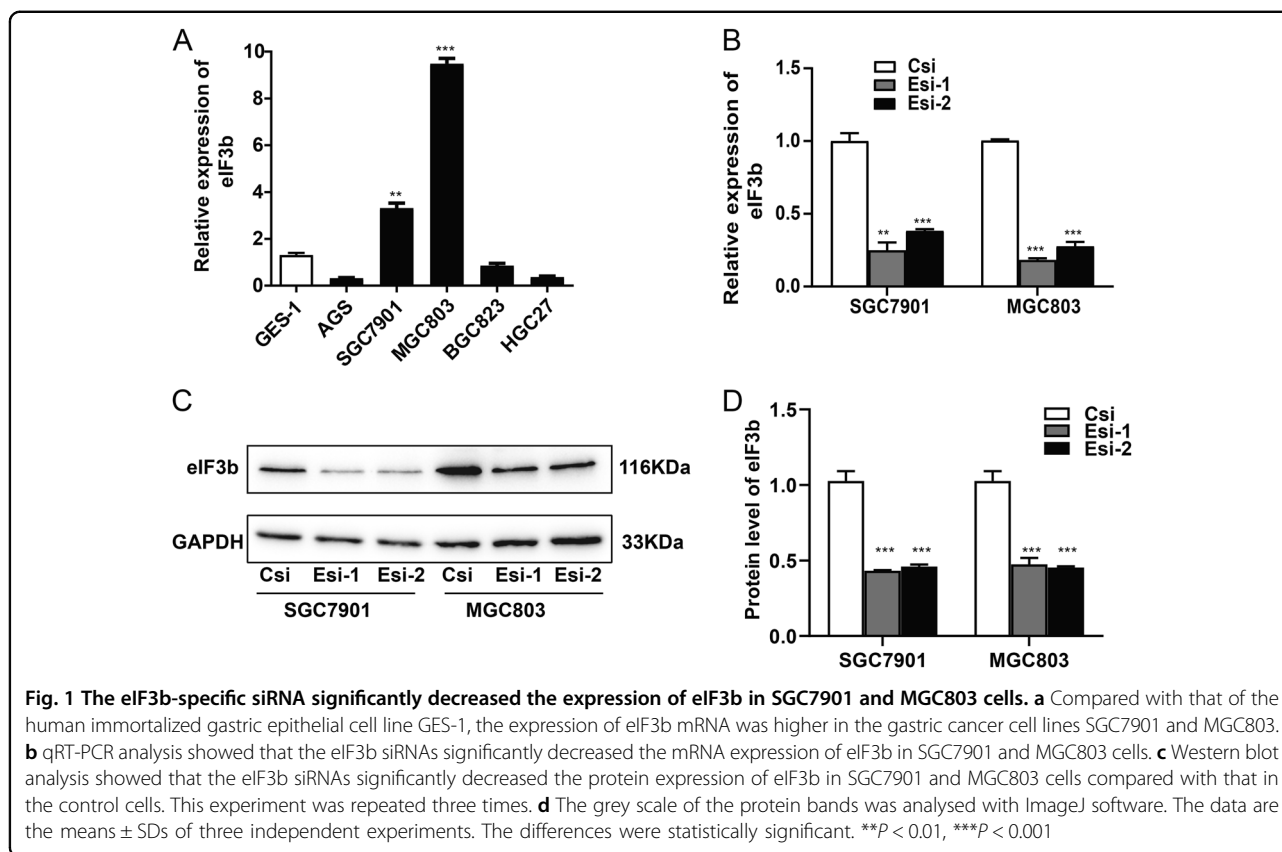 A
Relative expression of
eIF3b
10
8
6
4
2
0
***
**
GES-1
AGS
SGC7901
MGC803
BGC823
HGC27
B
Relative expression of
eIF3b
1.5
1.0
0.5
0.0
Csi
Esi-1
Esi-2
**
***
***
***
SGC7901
MGC803
C
eIF3b
116KDa
GAPDH
33KDa
Csi Esi-1 Esi-2 Csi Esi-1 Esi-2
SGC7901 MGC803
D
Protein level of eIF3b
1.5
1.0
0.5
0.0
Csi
Esi-1
Esi-2
***
***
***
***
SGC7901
MGC803
Fig. 1 The eIF3b-specific siRNA significantly decreased the expression of eIF3b in SGC7901 and MGC803 cells. a Compared with that of the
human immortalized gastric epithelial cell line GES-1, the expression of eIF3b mRNA was higher in the gastric cancer cell lines SGC7901 and MGC803.
b qRT-PCR analysis showed that the eIF3b siRNAs significantly decreased the mRNA expression of eIF3b in SGC7901 and MGC803 cells. c Western blot
analysis showed that the eIF3b siRNAs significantly decreased the protein expression of eIF3b in SGC7901 and MGC803 cells compared with that in
the control cells. This experiment was repeated three times. d The grey scale of the protein bands was analysed with ImageJ software. The data are
the means ± SDs of three independent experiments. The differences were statistically significant. **P < 0.01, ***P < 0.001